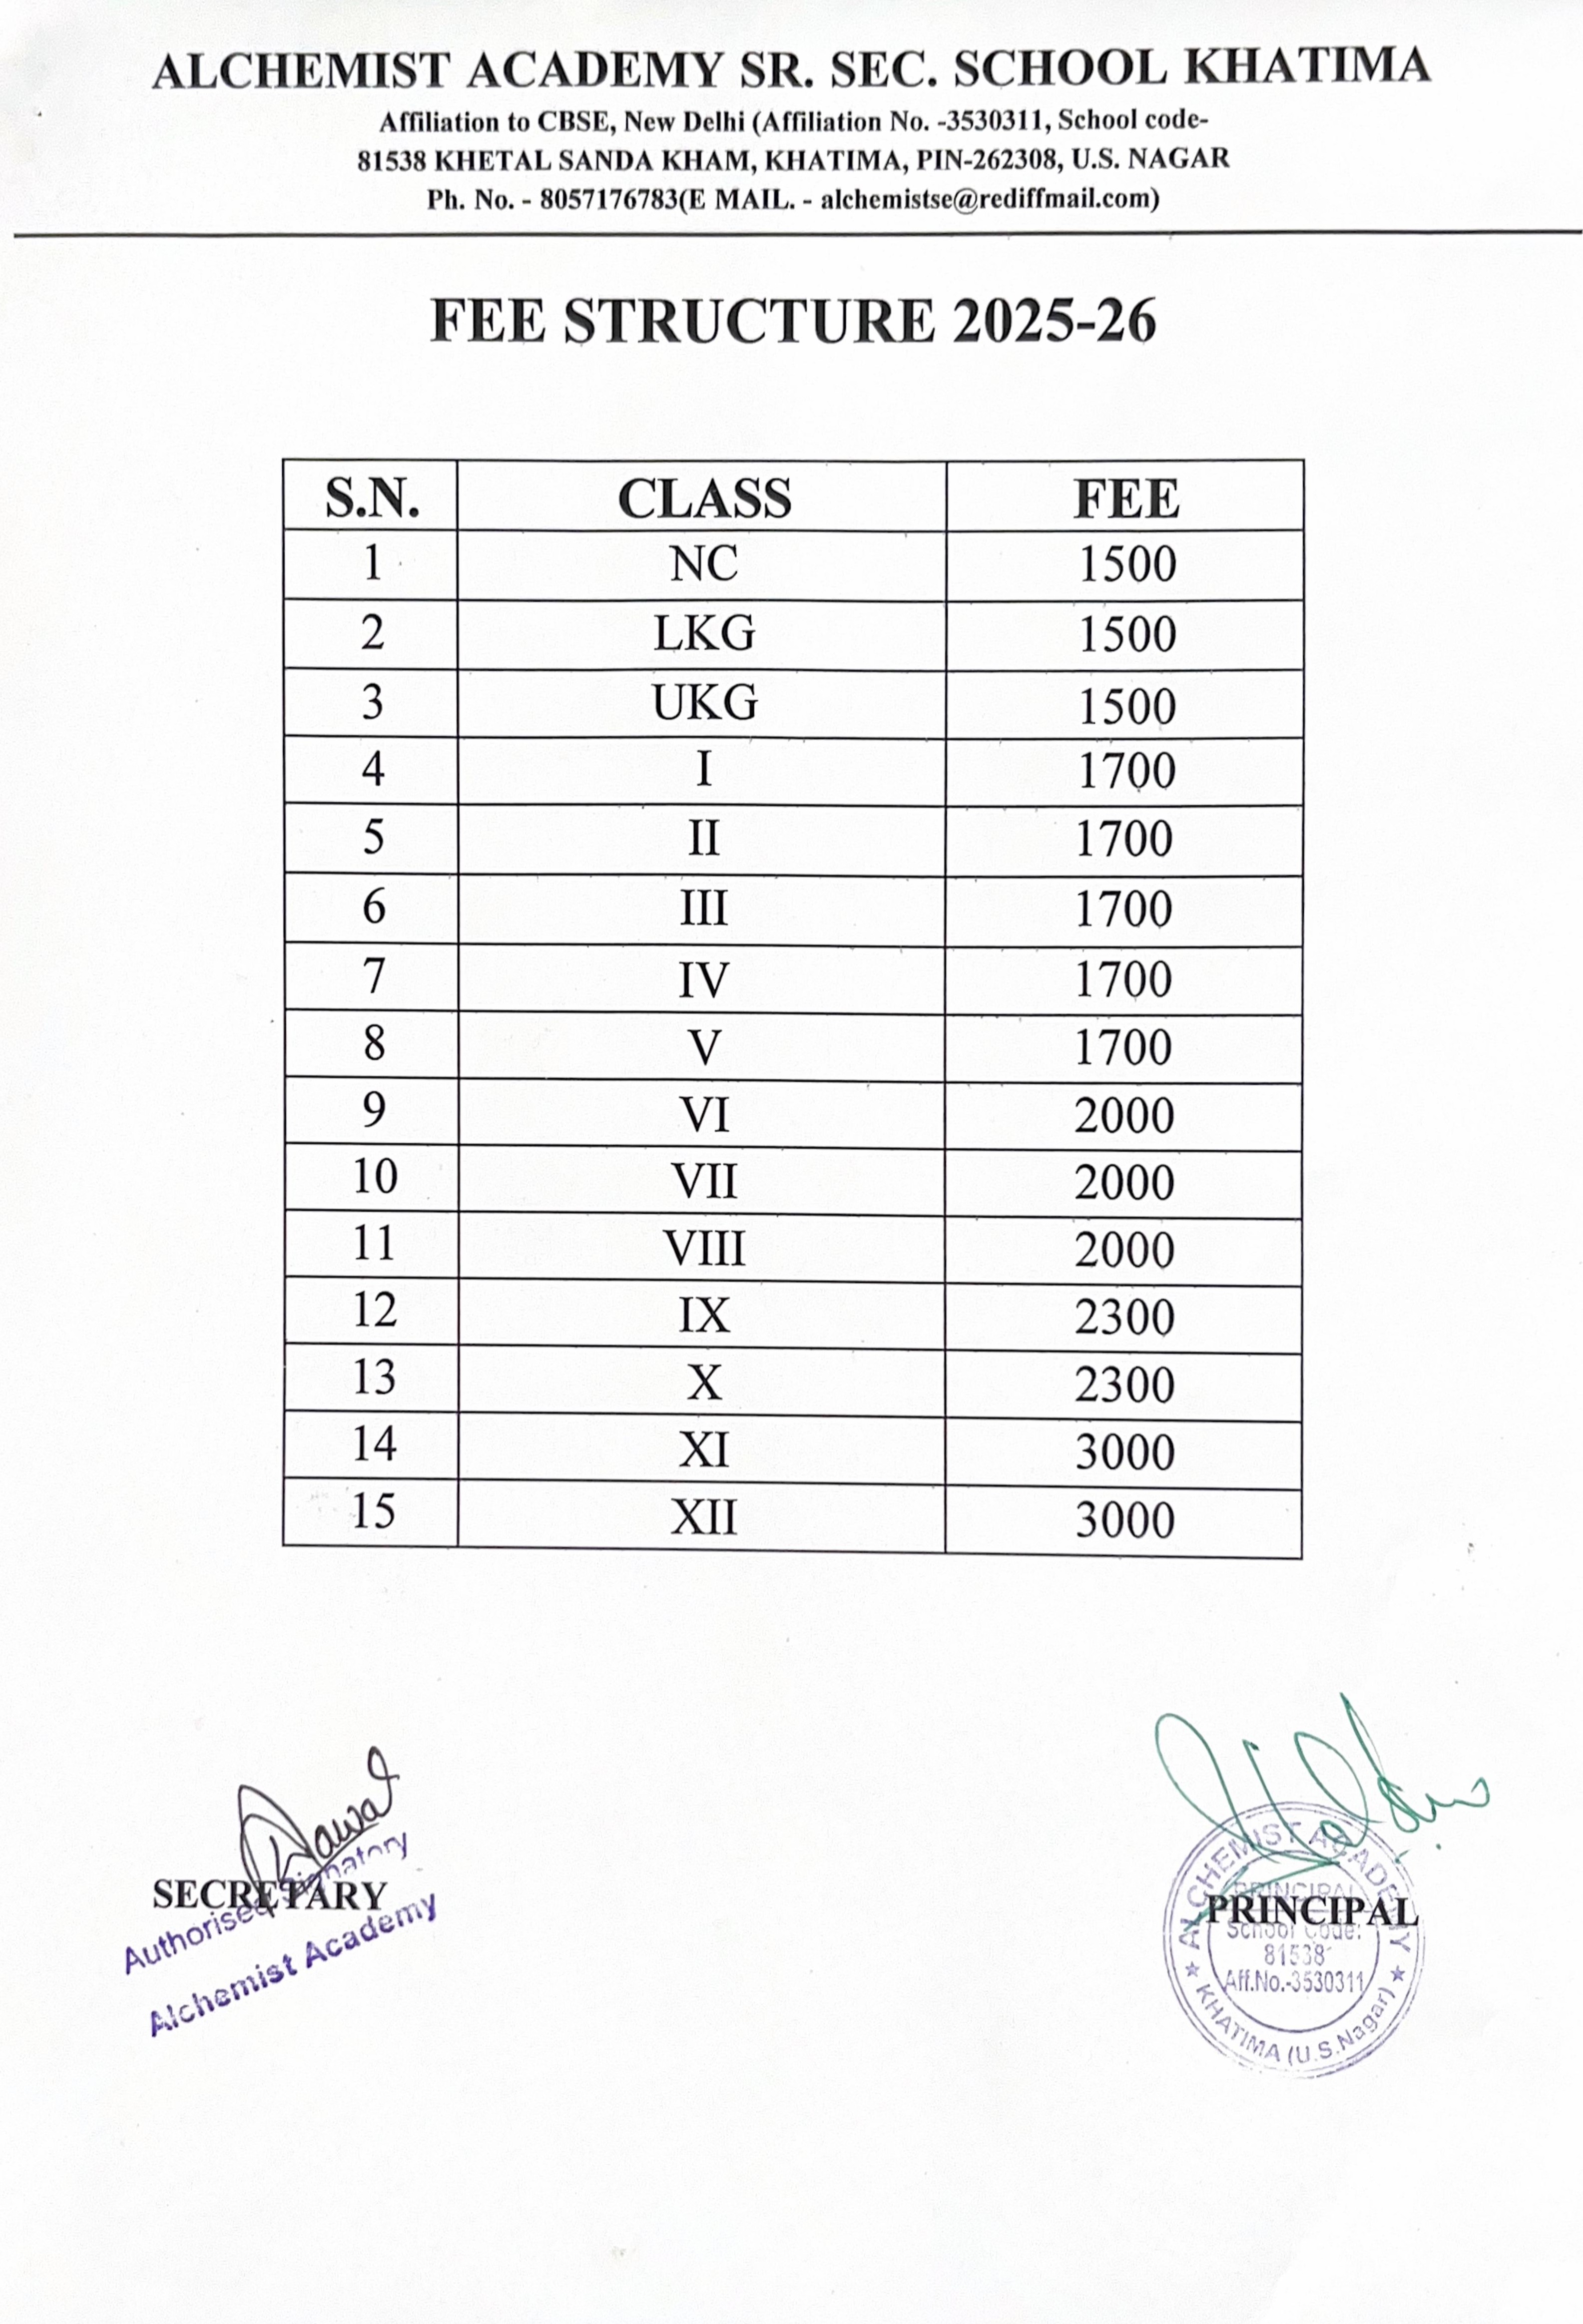 ALCHEMIST ACADEMY SR. SEC. SCHOOL KHATIMA
Affiliation to CBSE, New Delhi (Affiliation No. -3530311, School code-
81538 KHETAL SANDA KHAM, KHATIMA, PIN-262308, U.S. NAGAR
Ph. No. - 8057176783(E MAIL. - alchemistse@rediffmail.com)
FEE STRUCTURE 2025-26
S.N. CLASS FEE
1 NC 1500
2 LKG 1500
3 UKG 1500
4 I 1700
5 II 1700
6 III 1700
7 IV 1700
8 V 1700
9 VI 2000
10 VII 2000
11 VIII 2000
12 IX 2300
13 X 2300
14 XI 3000
15 XII 3000
SECRETARY
Authorised Signatory
Alchemist Academy
ALCHEMIST ACADEMY
PRINCIPAL
PRINCIPAL
School Code:
81538
Aff.No.-3530311
KHATIMA (U.S.Nagar)